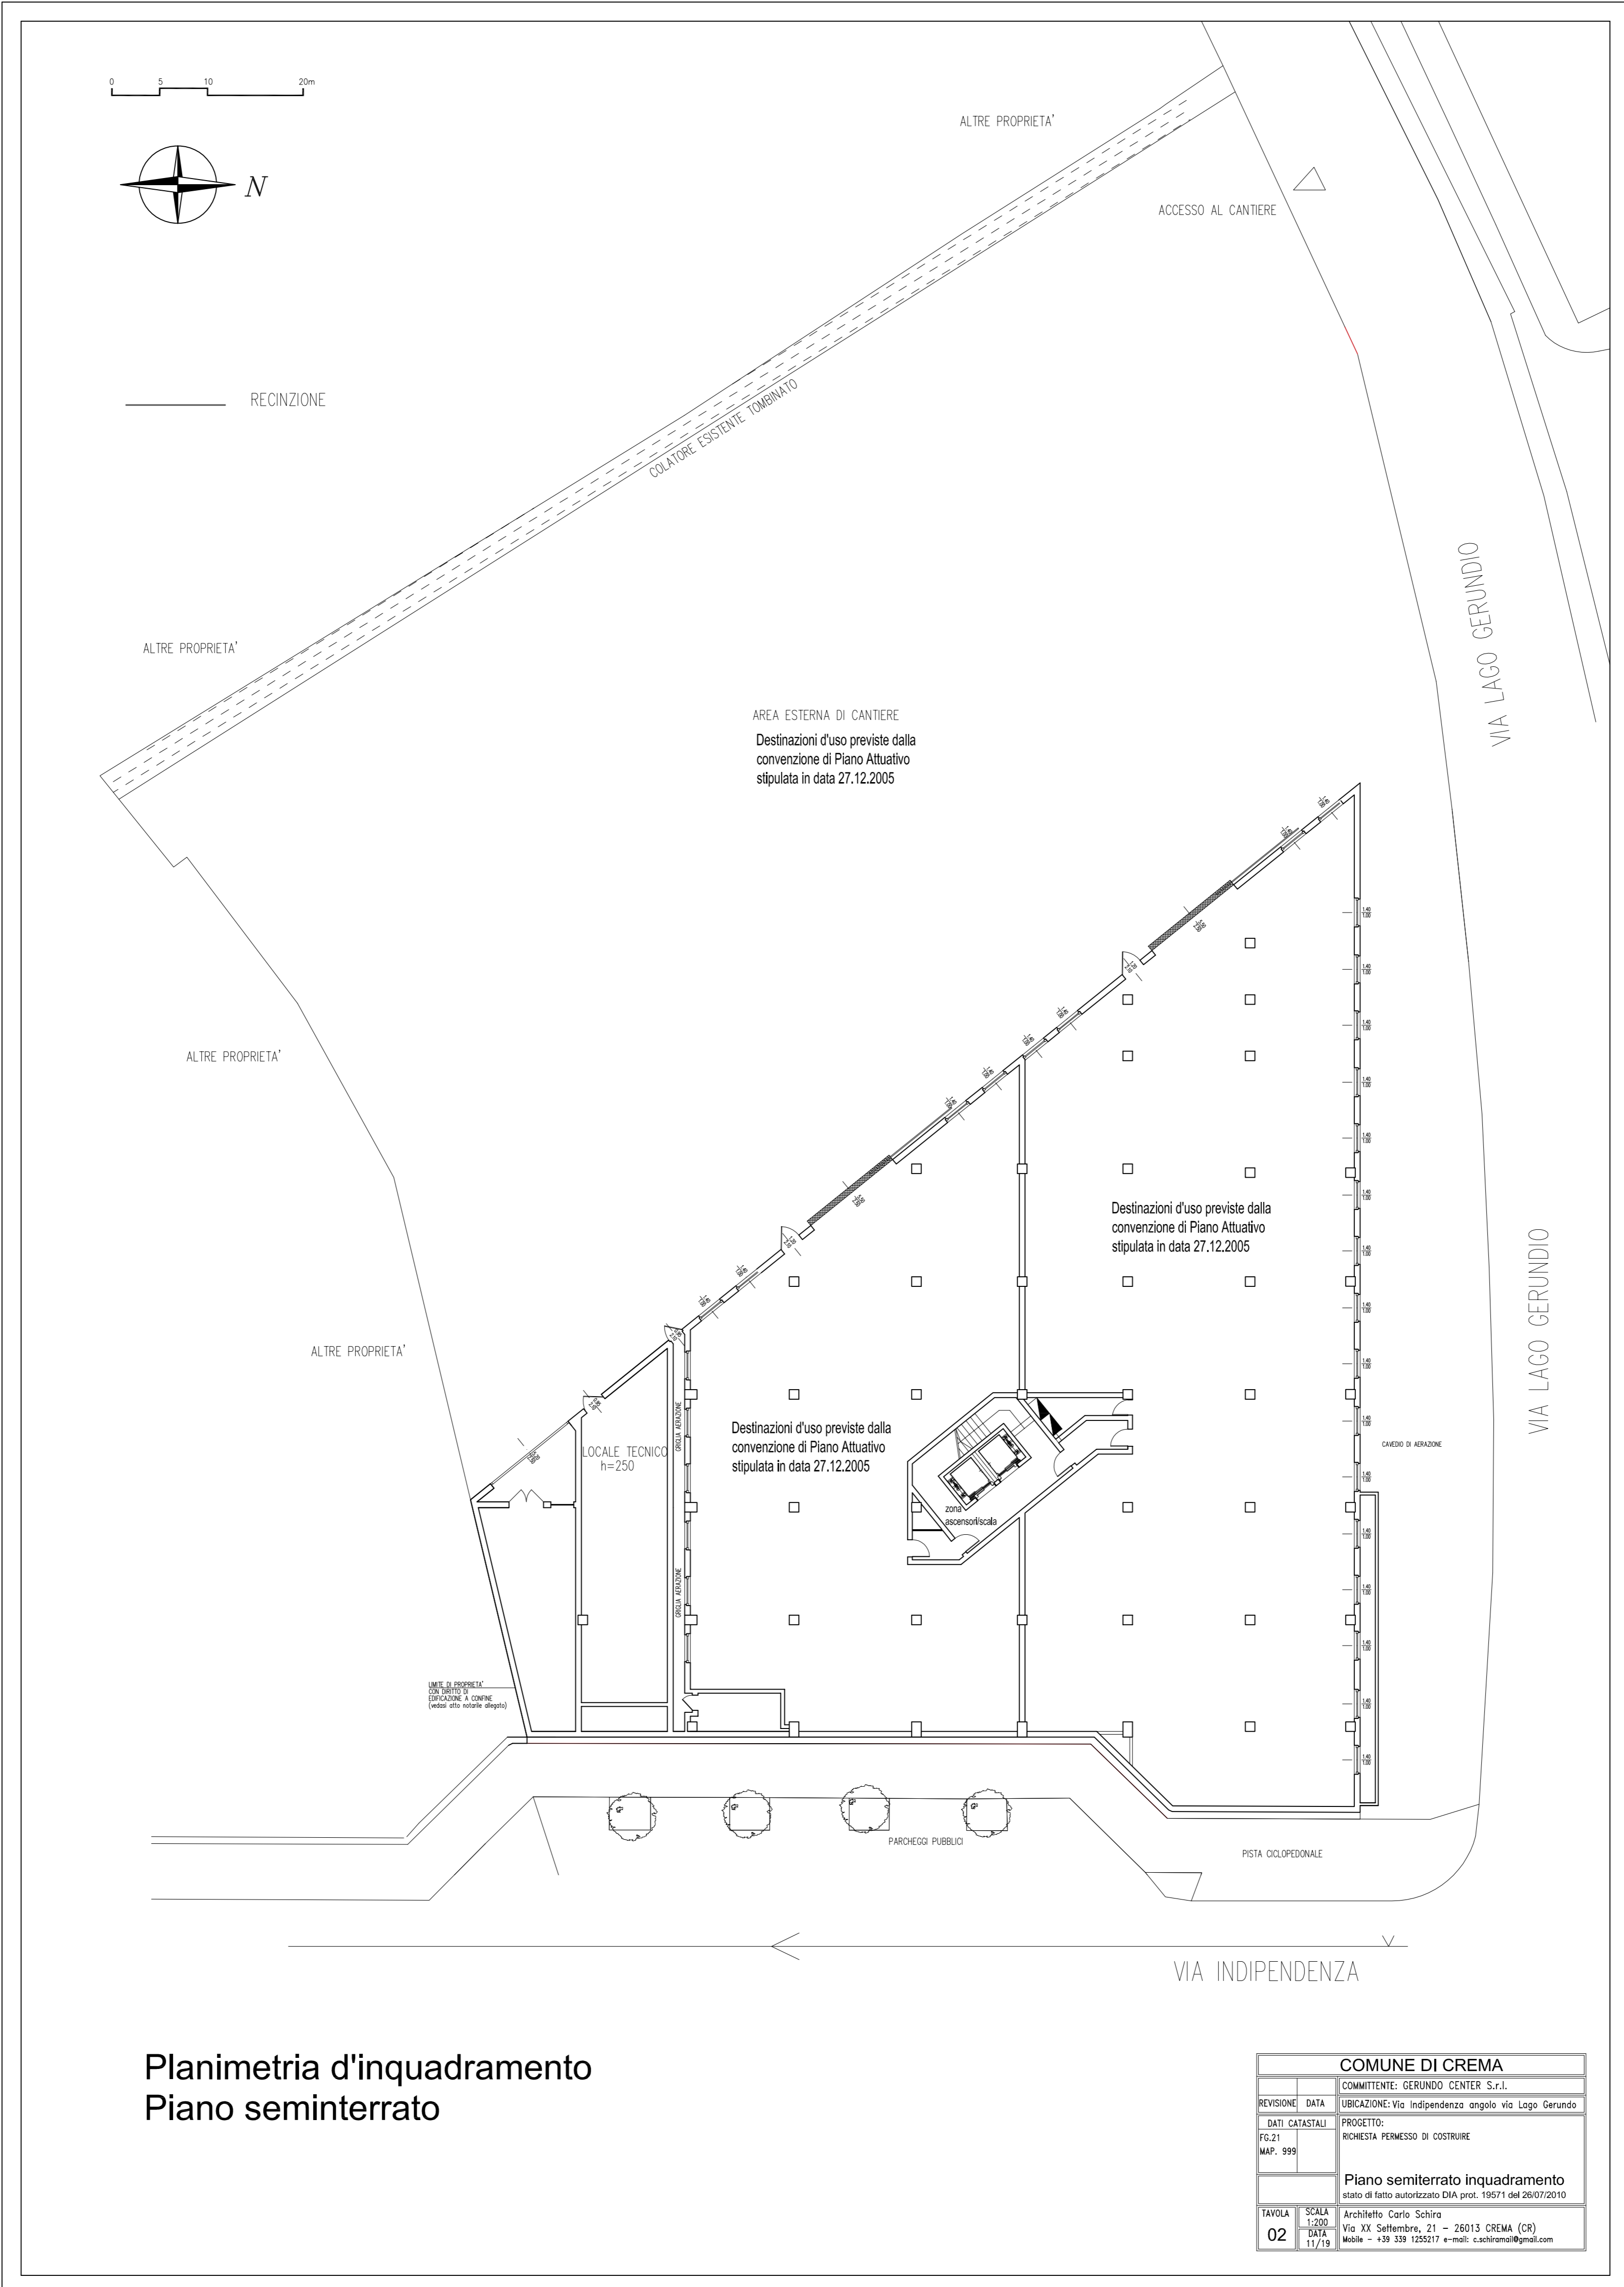 0 5 10 20m
N
ALTRE PROPRIETA'
ACCESSO AL CANTIERE
RECINZIONE
COLATORE ESISTENTE TOMBINATO
VIA LAGO GERUNDIO
ALTRE PROPRIETA'
AREA ESTERNA DI CANTIERE
Destinazioni d'uso previste dalla
convenzione di Piano Attuativo
stipulata in data 27.12.2005
ALTRE PROPRIETA'
Destinazioni d'uso previste dalla
convenzione di Piano Attuativo
stipulata in data 27.12.2005
VIA LAGO GERUNDIO
ALTRE PROPRIETA'
GRIGLIA AERAZIONE
Destinazioni d'uso previste dalla
convenzione di Piano Attuativo
stipulata in data 27.12.2005
LOCALE TECNICO
h=250
CAVEDIO DI AERAZIONE
zona
ascensori/scala
GRIGLIA AERAZIONE
LIMITE DI PROPRIETA'
CON DIRITTO DI
EDIFICAZIONE A CONFINE
(vedasi atto notarile allegato)
PARCHEGGI PUBBLICI
PISTA CICLOPEDONALE
VIA INDIPENDENZA
Planimetria d'inquadramento
Piano seminterrato
COMUNE DI CREMA
COMMITTENTE: GERUNDO CENTER S.r.l.
REVISIONE DATA
UBICAZIONE: Via Indipendenza angolo via Lago Gerundo
DATI CATASTALI
FG.21
MAP. 999
PROGETTO:
RICHIESTA PERMESSO DI COSTRUIRE
Piano semiterrato inquadramento
stato di fatto autorizzato DIA prot. 19571 del 26/07/2010
TAVOLA
02
SCALA
1:200
DATA
11/19
Architetto Carlo Schira
Via XX Settembre, 21 - 26013 CREMA (CR)
Mobile - +39 339 1255217 e-mail: c.schiramail@gmail.com